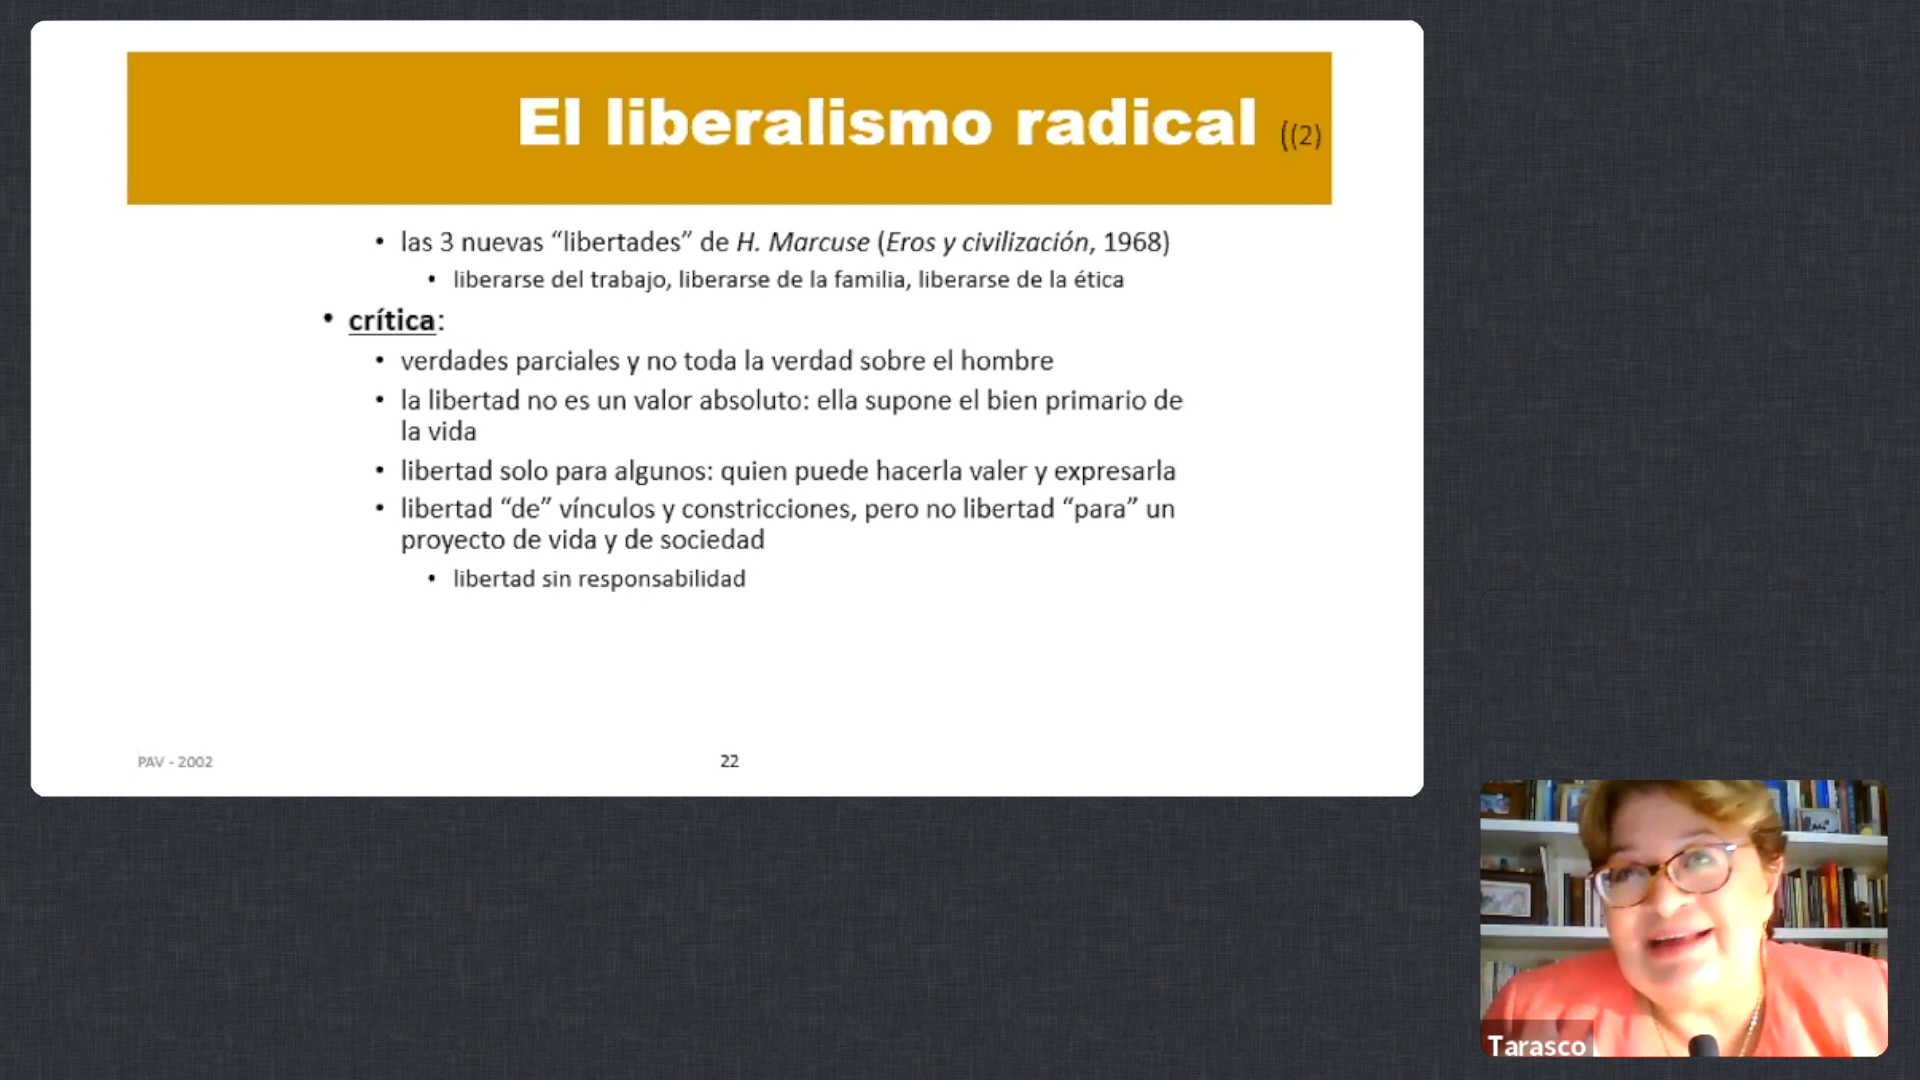 El liberalismo radical ((2)
• las 3 nuevas “libertades” de H. Marcuse (Eros y civilización, 1968)
• liberarse del trabajo, liberarse de la familia, liberarse de la ética
• crítica:
• verdades parciales y no toda la verdad sobre el hombre
• la libertad no es un valor absoluto: ella supone el bien primario de
la vida
• libertad solo para algunos: quien puede hacerla valer y expresarla
• libertad “de” vínculos y constricciones, pero no libertad “para” un
proyecto de vida y de sociedad
• libertad sin responsabilidad
PAV - 2002
22
Tarasco